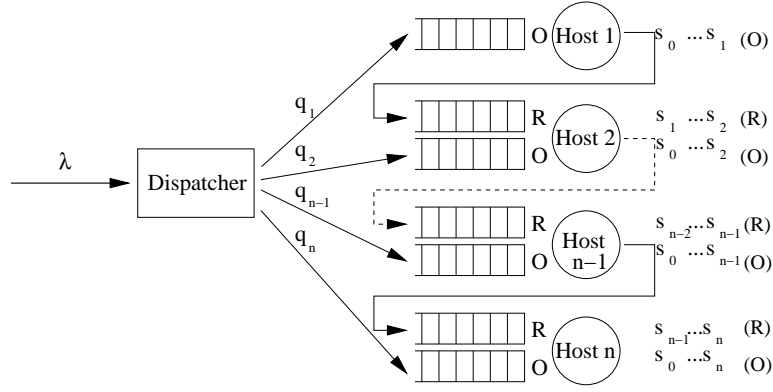 O Host 1 s0 ...s1 (O)
q1
R s1 ...s2 (R)
Host 2
q2 O s0 ...s2 (O)
λ
Dispatcher
qn−1
R sn−2...sn−1 (R)
Host
n−1
O s0 ...sn−1 (O)
qn
R sn−1...sn (R)
Host n
O s0 ...sn (O)